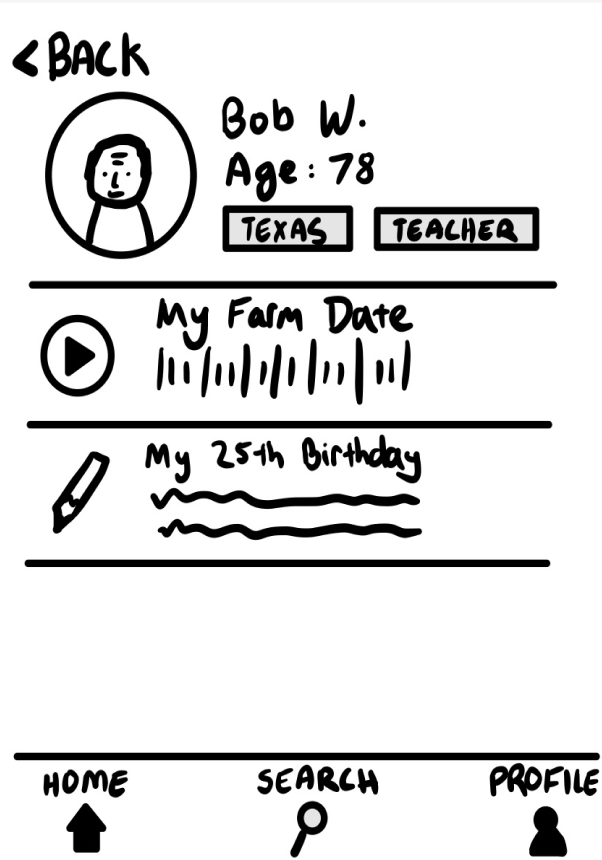 < BACK
Bob W.
Age: 78
TEXAS TEACHER
My Farm Date
My 25th Birthday
HOME SEARCH PROFILE